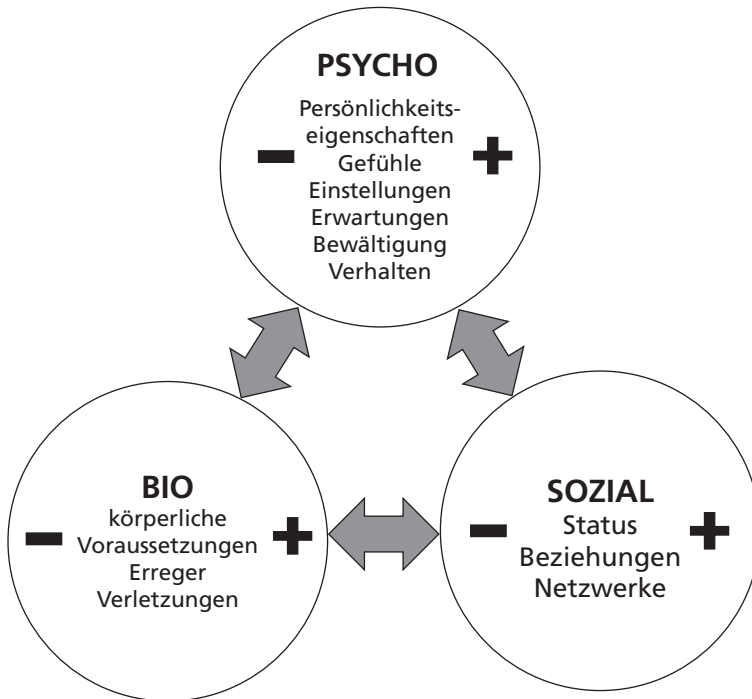 PSYCHO
Persönlichkeits-
eigenschaften
Gefühle
Einstellungen
Erwartungen
Bewältigung
Verhalten
BIO
körperliche
Voraussetzungen
Erreger
Verletzungen
SOZIAL
Status
Beziehungen
Netzwerke